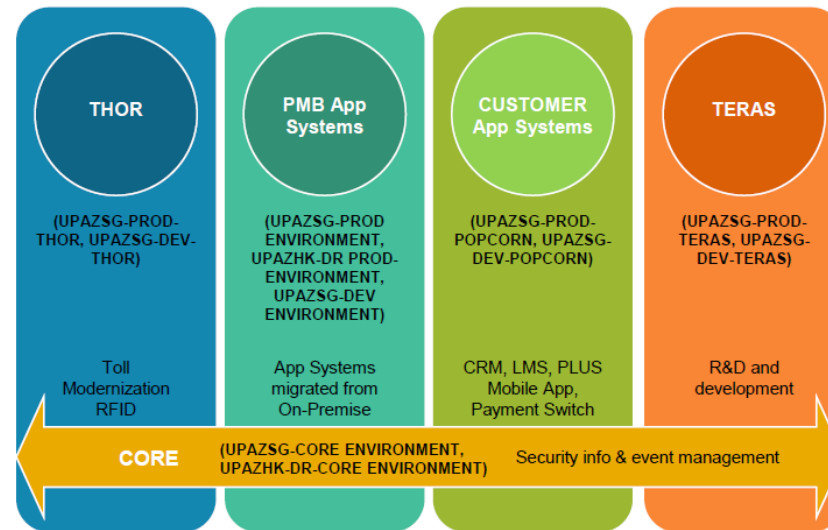 THOR
(UPAZSG-PROD-
THOR, UPAZSG-DEV-
THOR)
Toll
Modernization
RFID
PMB App
Systems
(UPAZSG-PROD
ENVIRONMENT,
UPAZHK-DR PROD-
ENVIRONMENT,
UPAZSG-DEV
ENVIRONMENT)
App Systems
migrated from
On-Premise
CUSTOMER
App Systems
(UPAZSG-PROD-
POPCORN, UPAZSG-
DEV-POPCORN)
CRM, LMS, PLUS
Mobile App,
Payment Switch
TERAS
(UPAZSG-PROD-
TERAS, UPAZSG-
DEV-TERAS)
R&D and
development
CORE
(UPAZSG-CORE ENVIRONMENT,
UPAZHK-DR-CORE ENVIRONMENT)
Security info & event management